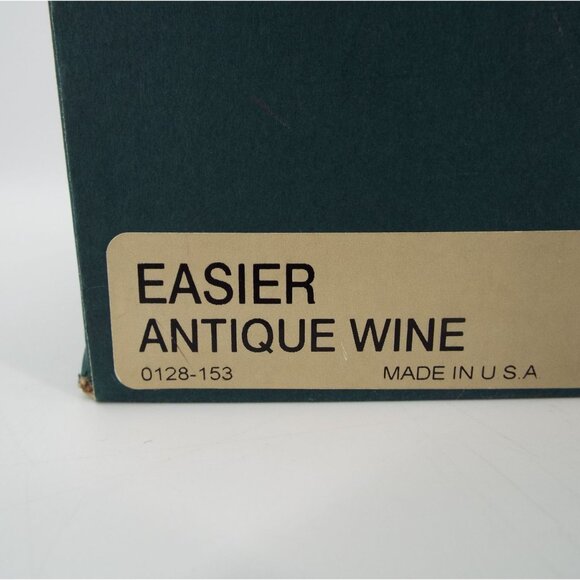 EASIER
ANTIQUE WINE
0128-153 MADE IN U S.A